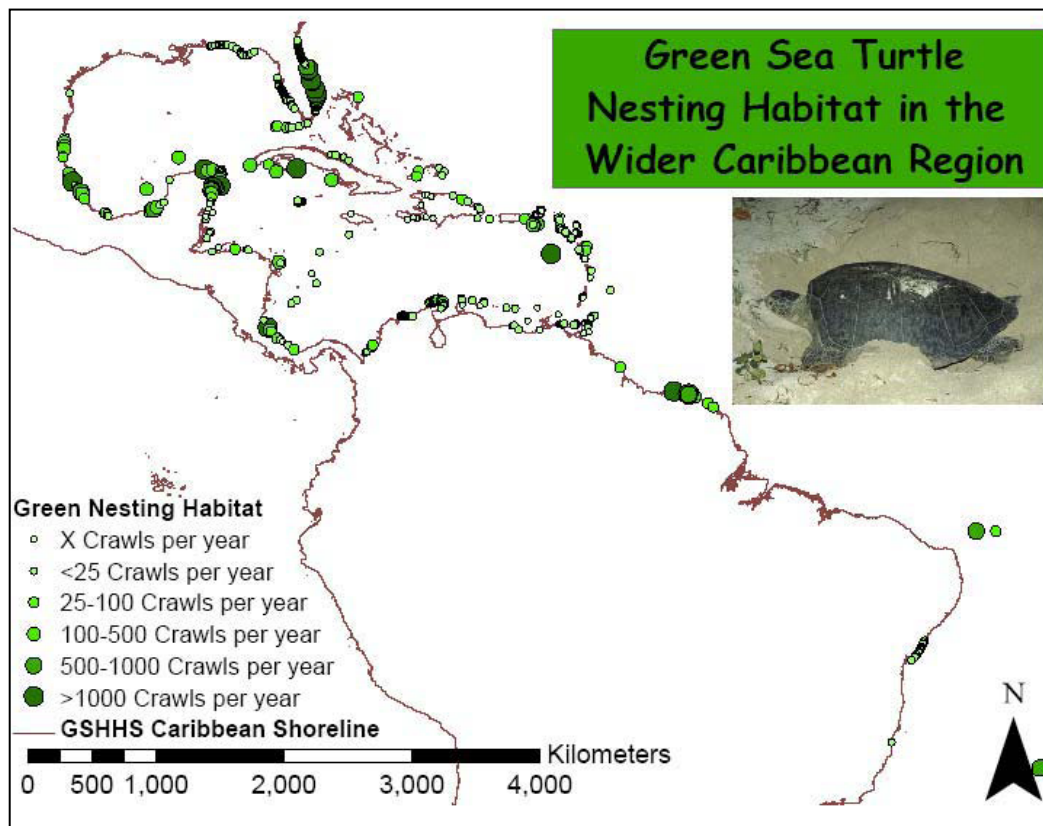 Green Sea Turtle
Nesting Habitat in the
Wider Caribbean Region
Green Nesting Habitat
X Crawls per year
<25 Crawls per year
25-100 Crawls per year
100-500 Crawls per year
500-1000 Crawls per year
>1000 Crawls per year
GSHHS Caribbean Shoreline
Kilometers
0 500 1,000 2,000 3,000 4,000
N